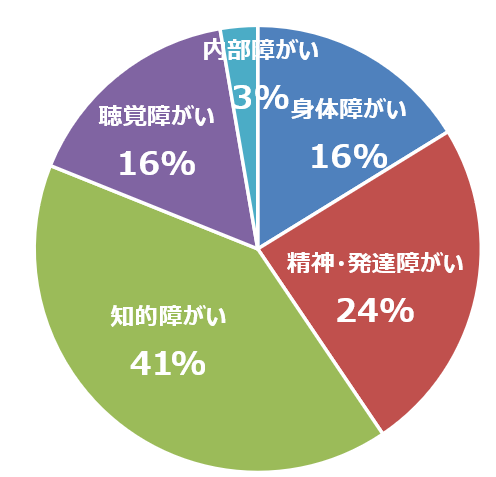 内部障がい
3%
身体障がい
16%
精神・発達障がい
24%
知的障がい
41%
聴覚障がい
16%